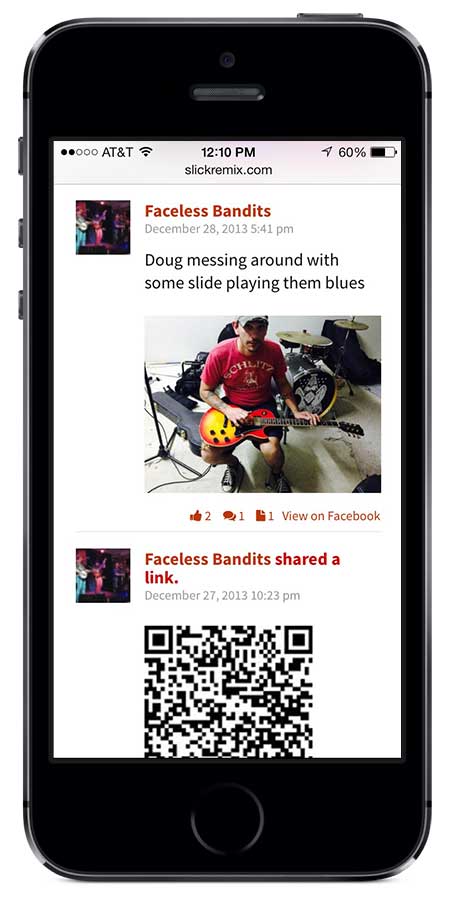 AT&T 12:10 PM 60%
slickremix.com
Faceless Bandits
December 28, 2013 5:41 pm
Doug messing around with
some slide playing them blues
SCHLITZ
2 1 1 View on Facebook
Faceless Bandits shared a
link.
December 27, 2013 10:23 pm